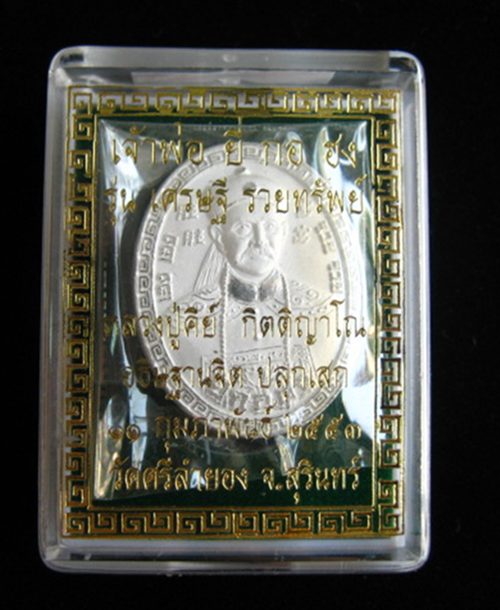 เจ้าพ่อ ยี่ กอ ฮง
รุ่น เศรษฐี รวยทรัพย์
หลวงปู่คีย์ กิตติญาโณ
อธิษฐานจิต ปลุกเสก
๑๑ กุมภาพันธ์ ๒๕๕๓
วัดศรีลำยอง จ.สุรินทร์